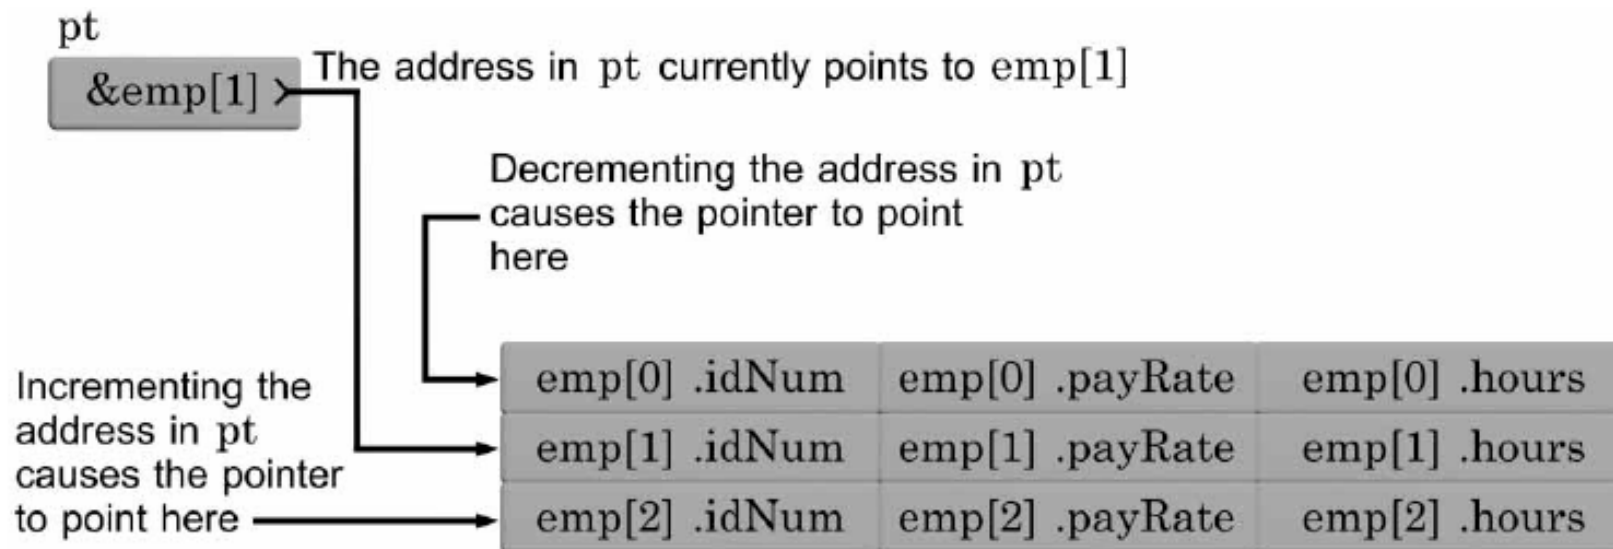 pt
&emp[1]
The address in pt currently points to emp[1]
Decrementing the address in pt
causes the pointer to point
here
Incrementing the
address in pt
causes the pointer
to point here
emp[0] .idNum emp[0] .payRate emp[0] .hours
emp[1] .idNum emp[1] .payRate emp[1] .hours
emp[2] .idNum emp[2] .payRate emp[2] .hours